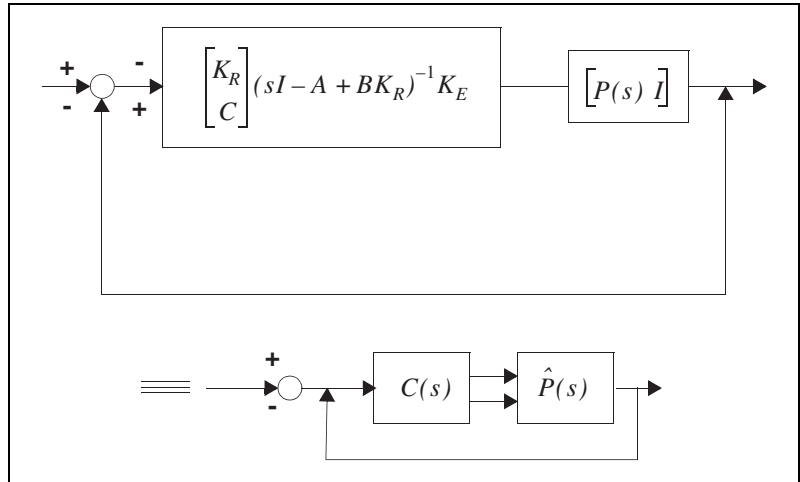 + - [K_R C] (sI – A + BK_R)^{–1} K_E [P(s) I]
- +
+
C(s) P̂(s)
-